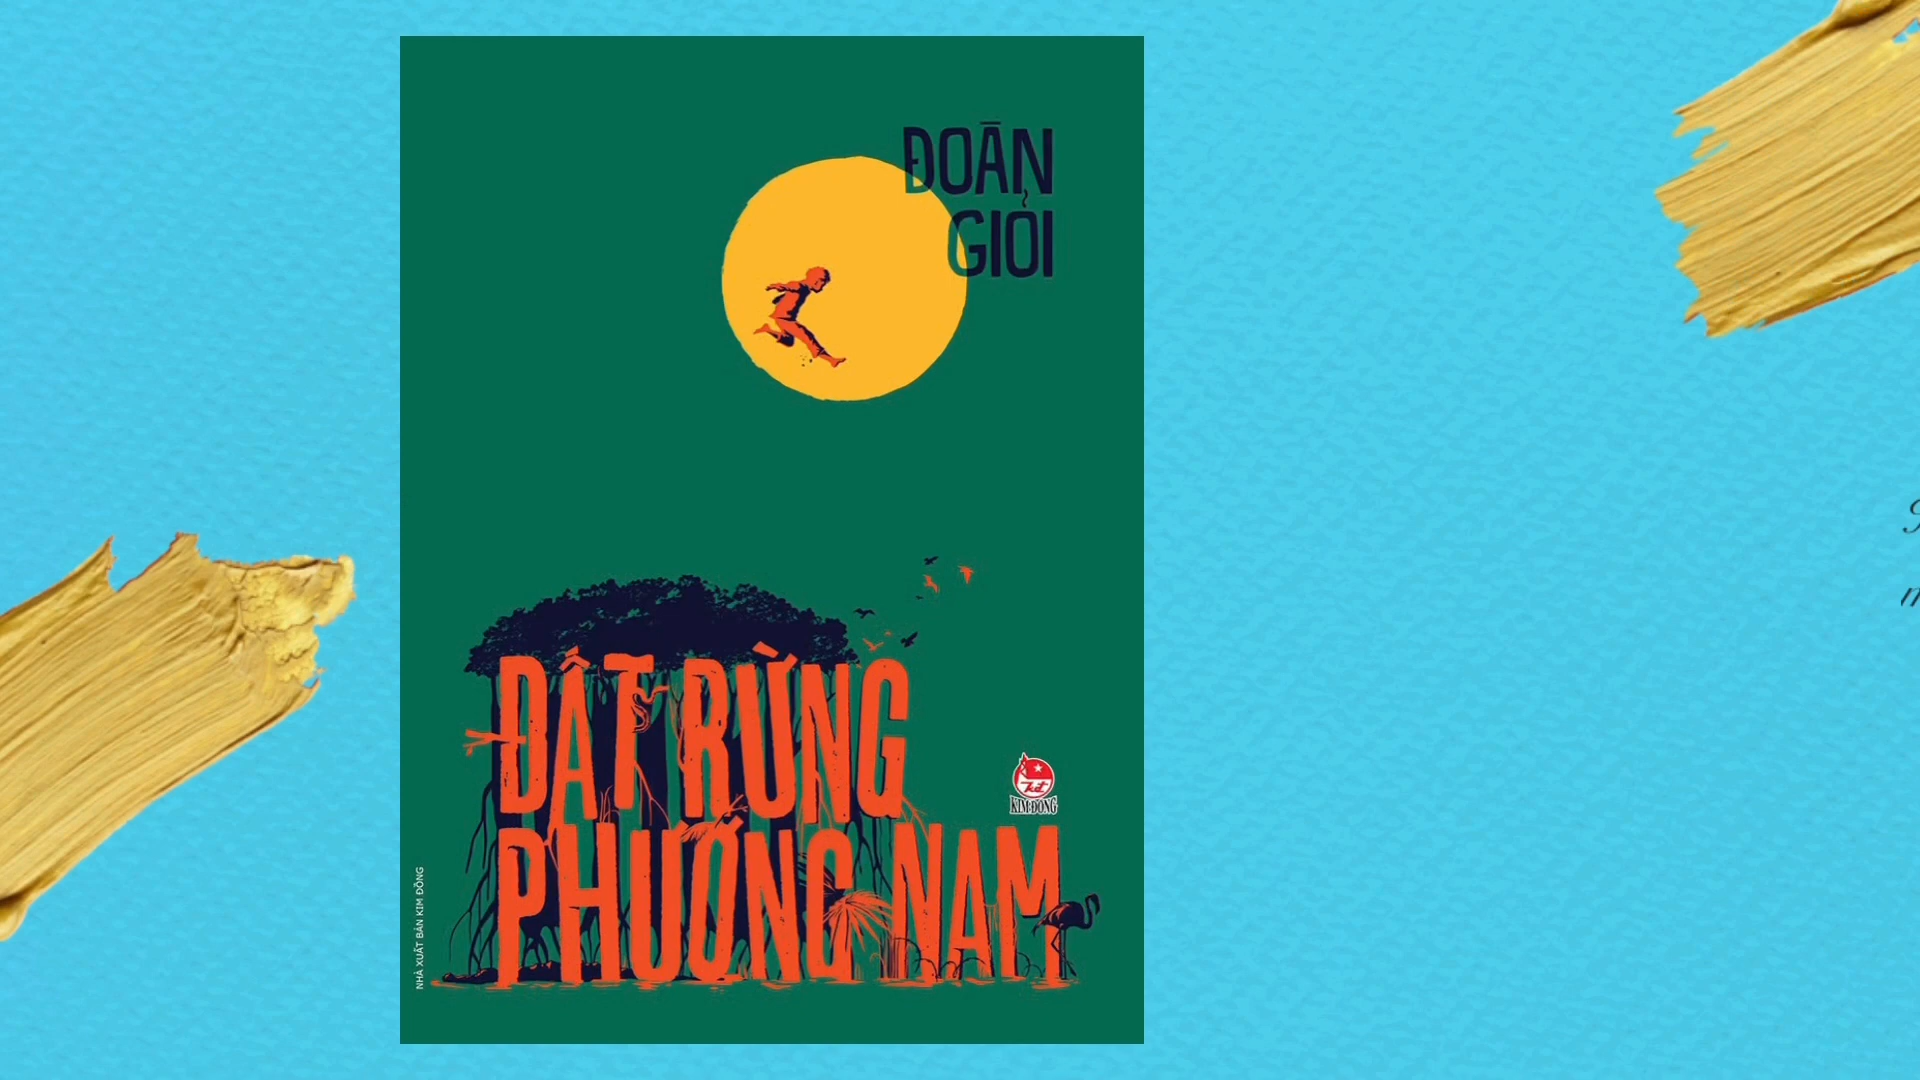 ĐOÀN
GIỎI
ĐẤT RỪNG
PHƯƠNG NAM
KIM ĐỒNG
NHÀ XUẤT BẢN KIM ĐỒNG